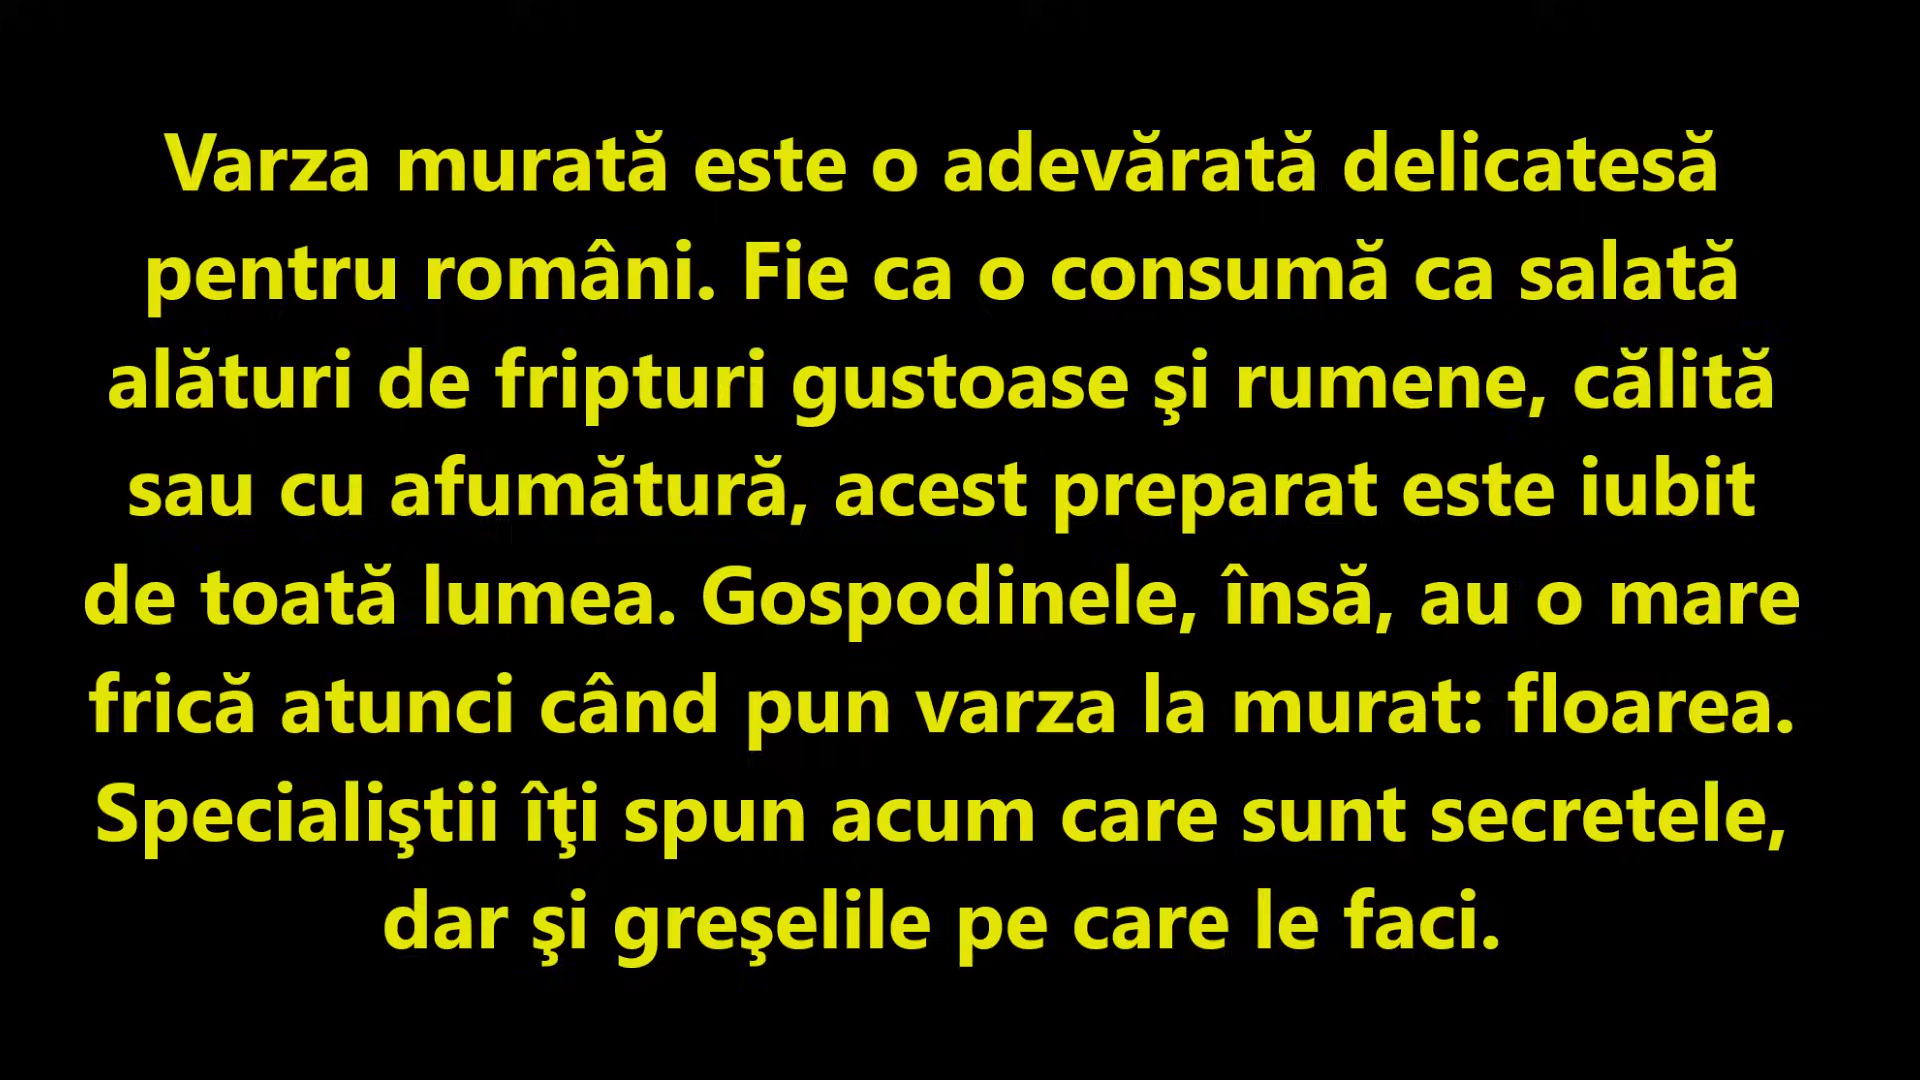 Varza murată este o adevărată delicatesă
pentru români. Fie ca o consumă ca salată
alături de fripturi gustoase şi rumene, călită
sau cu afumătură, acest preparat este iubit
de toată lumea. Gospodinele, însă, au o mare
frică atunci când pun varza la murat: floarea.
Specialiştii îţi spun acum care sunt secretele,
dar şi greşelile pe care le faci.